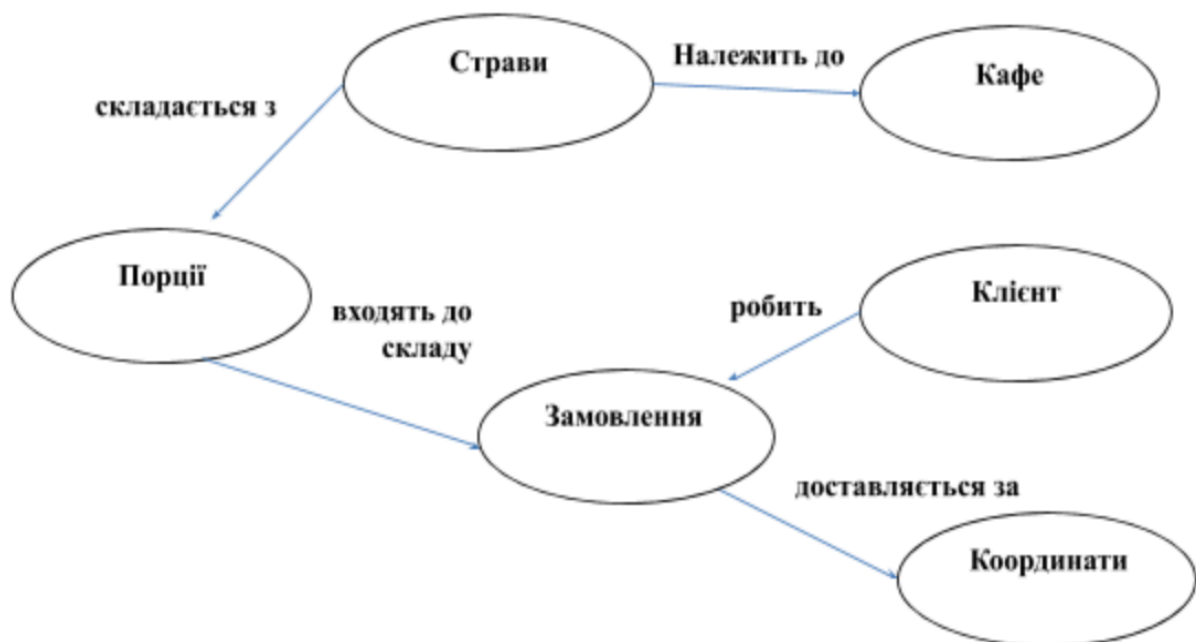 Страви
Належить до
Кафе
складається з
Порції
входять до
складу
робить
Клієнт
Замовлення
доставляється за
Координати